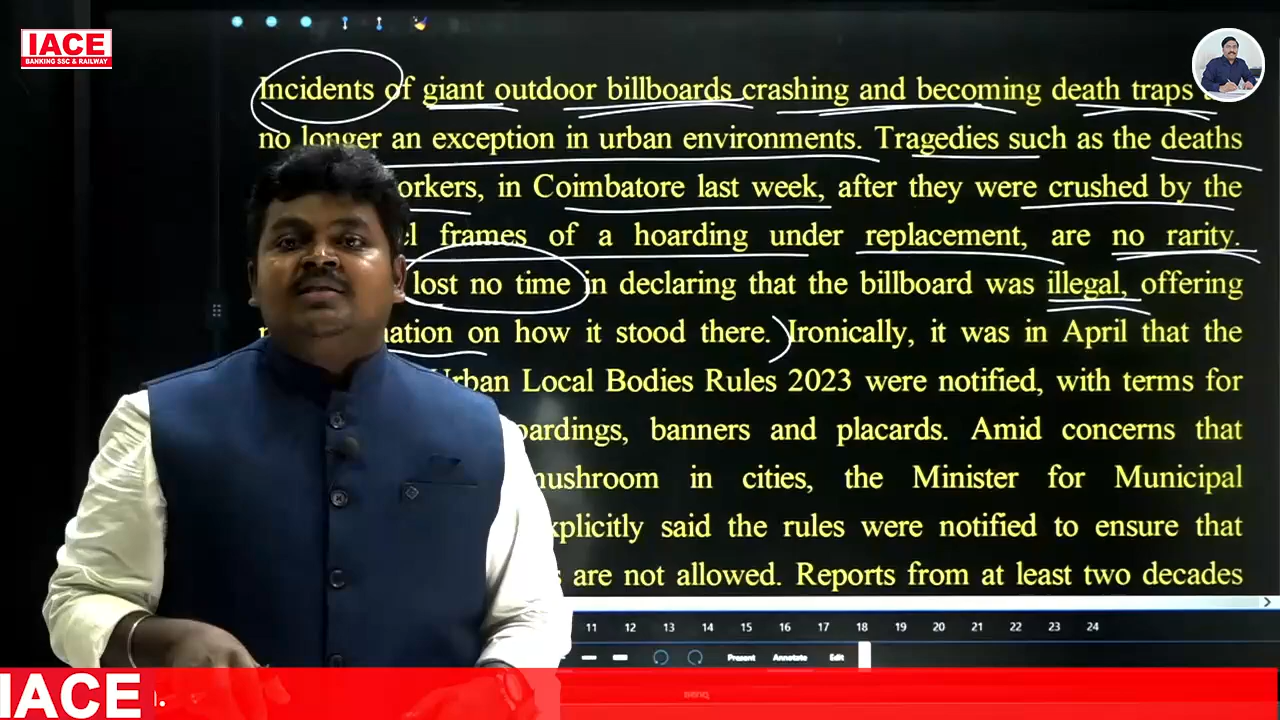 IACE
BANKING SSC & RAILWAY
Incidents of giant outdoor billboards crashing and becoming death traps
no longer an exception in urban environments. Tragedies such as the deaths
orkers, in Coimbatore last week, after they were crushed by the
el frames of a hoarding under replacement, are no rarity.
lost no time in declaring that the billboard was illegal, offering
nation on how it stood there. Ironically, it was in April that the
Urban Local Bodies Rules 2023 were notified, with terms for
oardings, banners and placards. Amid concerns that
mushroom in cities, the Minister for Municipal
xplicitly said the rules were notified to ensure that
s are not allowed. Reports from at least two decades
11 12 13 14 15 16 17 18 19 20 21 22 23 24
Present Annotate Edit
BenQ
IACE